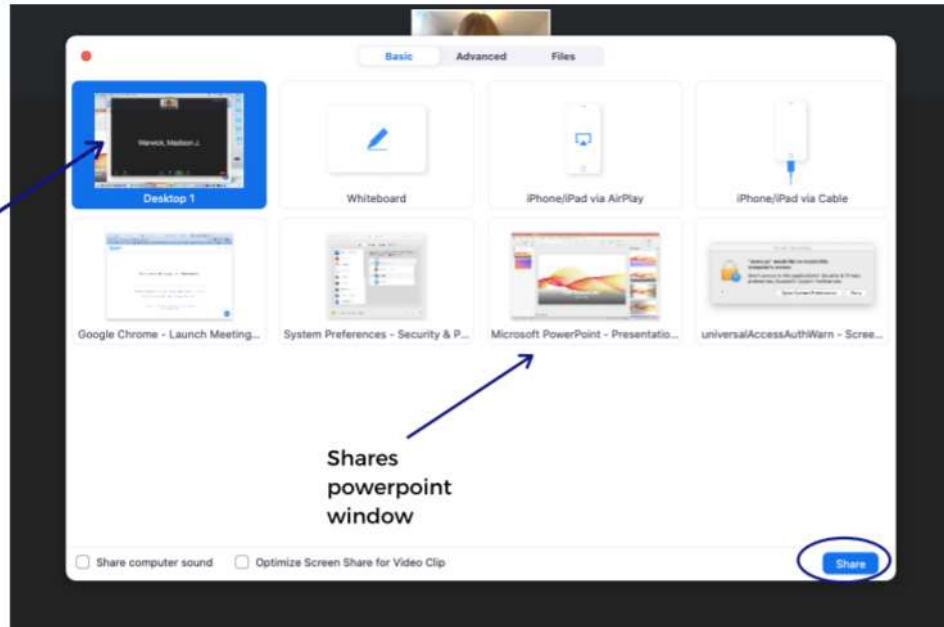 Basic Advanced Files
Warwick, Madison J.
Desktop 1
Whiteboard
iPhone/iPad via AirPlay
iPhone/iPad via Cable
Google Chrome - Launch Meeting...
System Preferences - Security & P...
Microsoft PowerPoint - Presentatio...
universalAccessAuthWarn - Scree...
Shares
powerpoint
window
Share computer sound
Optimize Screen Share for Video Clip
Share